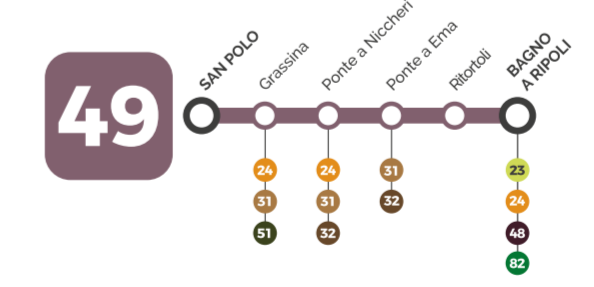 49
SAN POLO
Grassina
Ponte a Niccheri
Ponte a Ema
Ritortoli
BAGNO
A RIPOLI
24
31
51
24
31
32
31
32
23
24
48
82